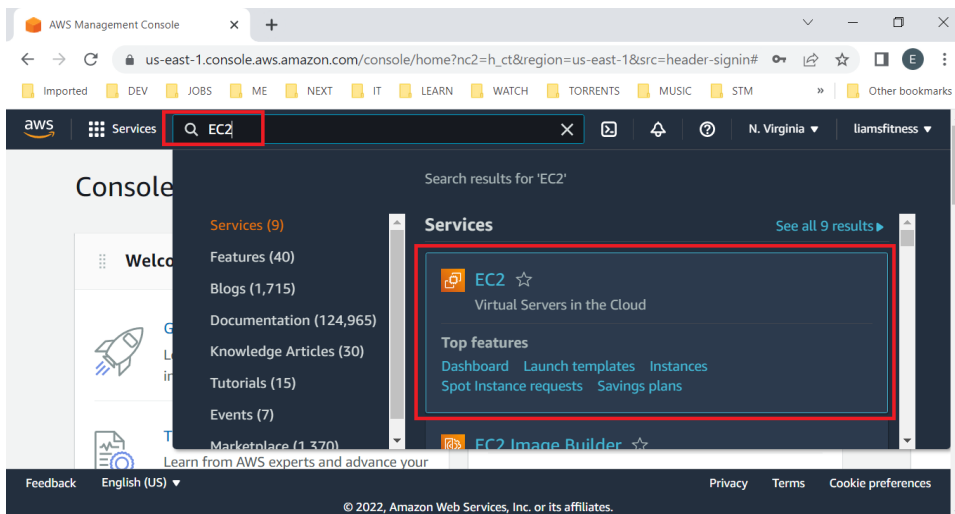 AWS Management Console
us-east-1.console.aws.amazon.com/console/home?nc2=h_ct&region=us-east-1&src=header-signin#
E
Imported DEV JOBS ME NEXT IT LEARN WATCH TORRENTS MUSIC STM » Other bookmarks
aws Services EC2 N. Virginia liamsfitness
Console
Search results for 'EC2'
Services (9)
Features (40)
Blogs (1,715)
Documentation (124,965)
Knowledge Articles (30)
Tutorials (15)
Events (7)
Marketplace (1,370)
Services See all 9 results
EC2
Virtual Servers in the Cloud
Top features
Dashboard Launch templates Instances
Spot Instance requests Savings plans
EC2 Image Builder
Welco
G
Le
in
T
Learn from AWS experts and advance your
Feedback English (US) Privacy Terms Cookie preferences
© 2022, Amazon Web Services, Inc. or its affiliates.